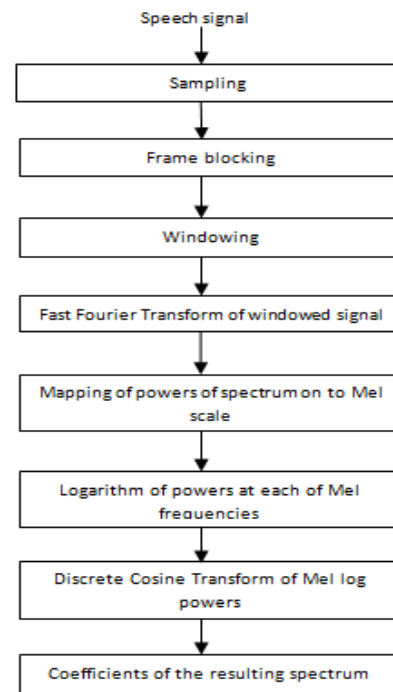 Speech signal
Sampling
Frame blocking
Windowing
Fast Fourier Transform of windowed signal
Mapping of powers of spectrum on to Mel
scale
Logarithm of powers at each of Mel
frequencies
Discrete Cosine Transform of Mel log
powers
Coefficients of the resulting spectrum